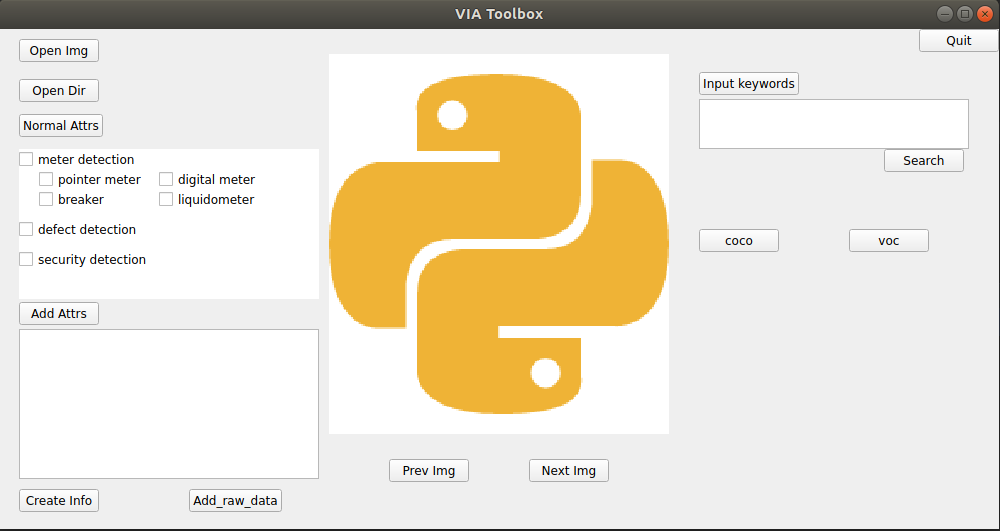 VIA Toolbox
Quit
Open Img
Open Dir
Normal Attrs
meter detection
pointer meter digital meter
breaker liquidometer
defect detection
security detection
Add Attrs
Create Info Add_raw_data
Prev Img Next Img
Input keywords
Search
coco voc